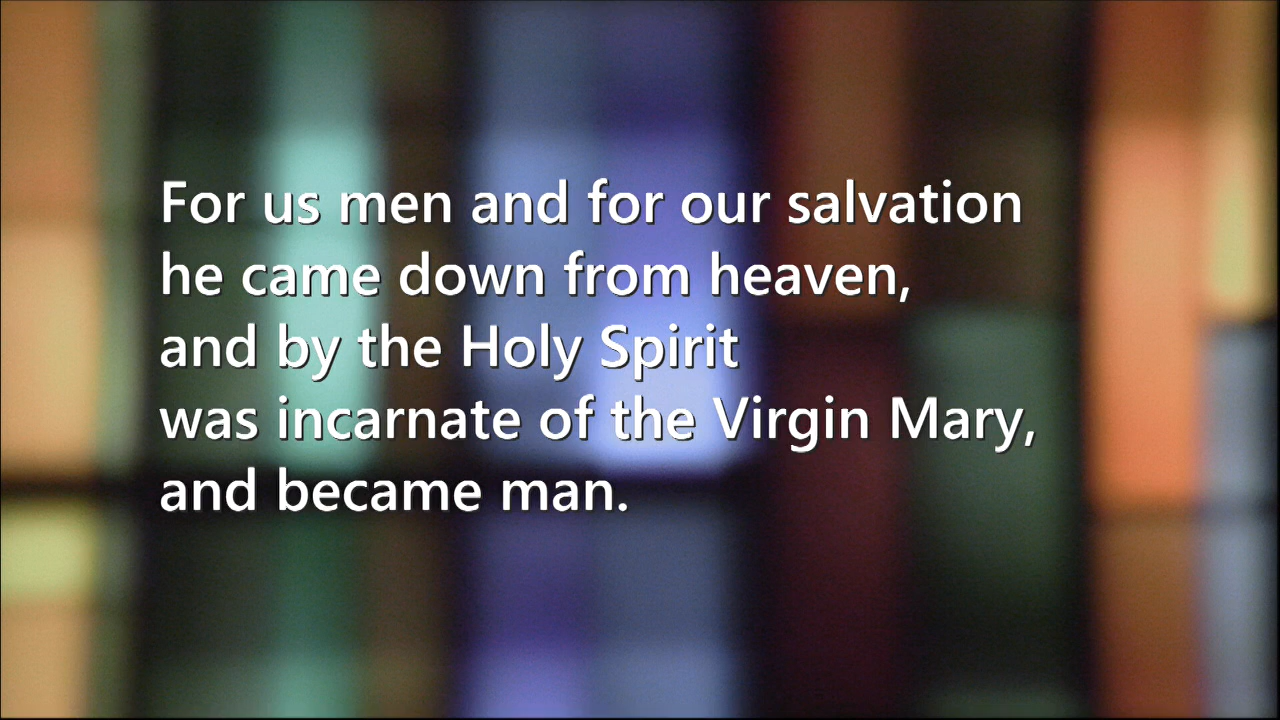 For us men and for our salvation
he came down from heaven,
and by the Holy Spirit
was incarnate of the Virgin Mary,
and became man.